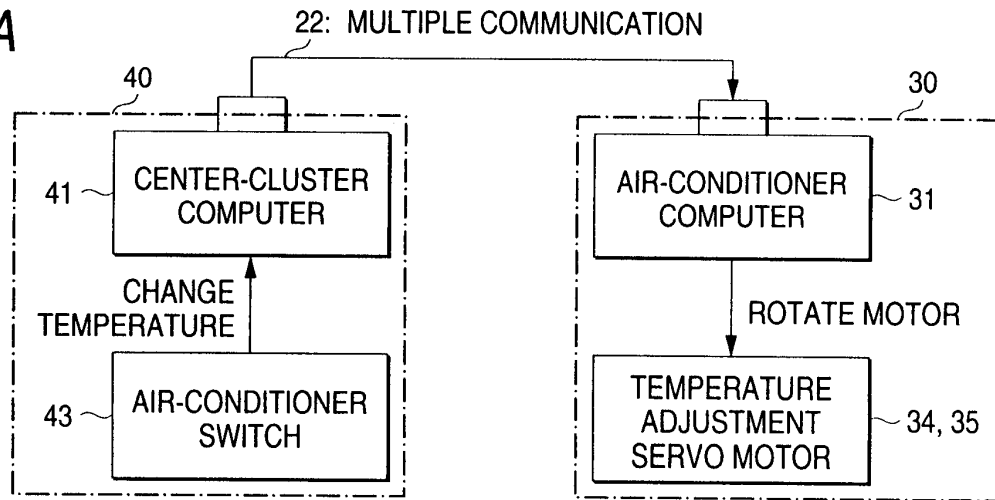 A
22: MULTIPLE COMMUNICATION
40
30
41
CENTER-CLUSTER
COMPUTER
AIR-CONDITIONER
COMPUTER
31
CHANGE
TEMPERATURE
ROTATE MOTOR
43
AIR-CONDITIONER
SWITCH
TEMPERATURE
ADJUSTMENT
SERVO MOTOR
34, 35